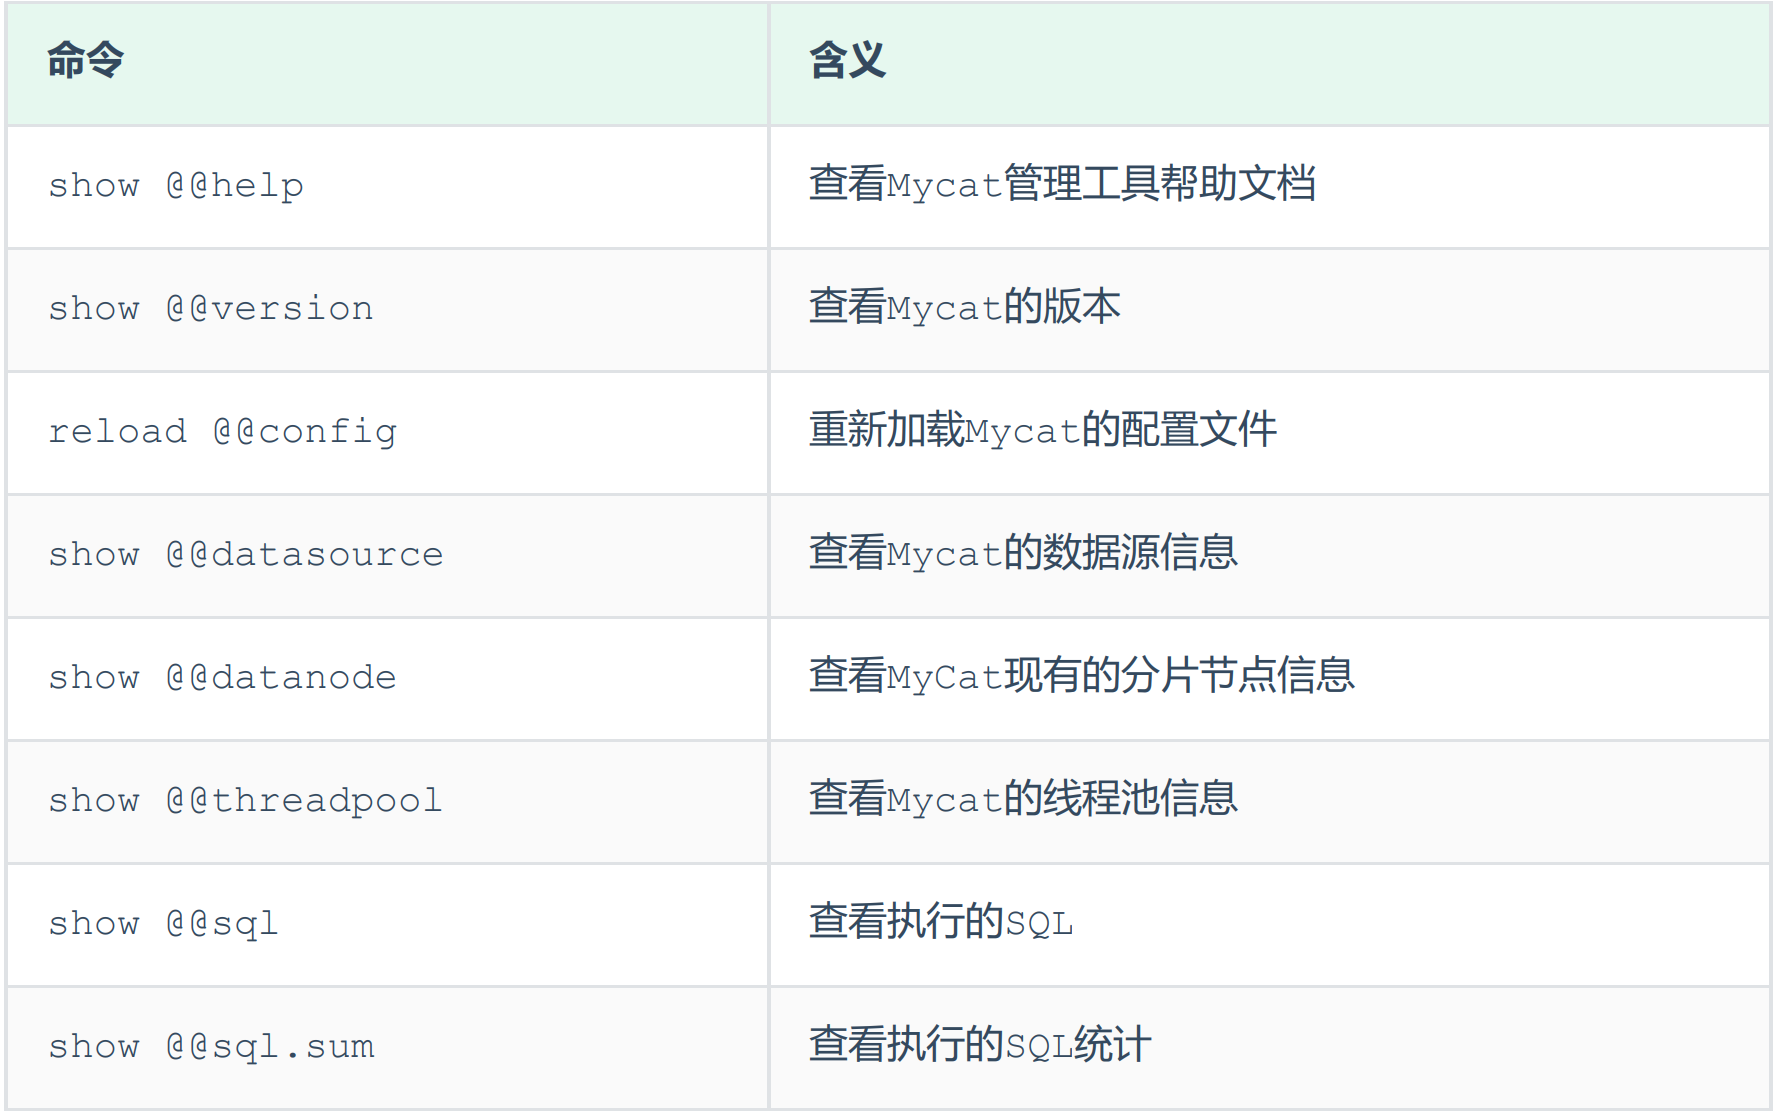 命令 含义
show @@help 查看Mycat管理工具帮助文档
show @@version 查看Mycat的版本
reload @@config 重新加载Mycat的配置文件
show @@datasource 查看Mycat的数据源信息
show @@datanode 查看MyCat现有的分片节点信息
show @@threadpool 查看Mycat的线程池信息
show @@sql 查看执行的SQL
show @@sql.sum 查看执行的SQL统计